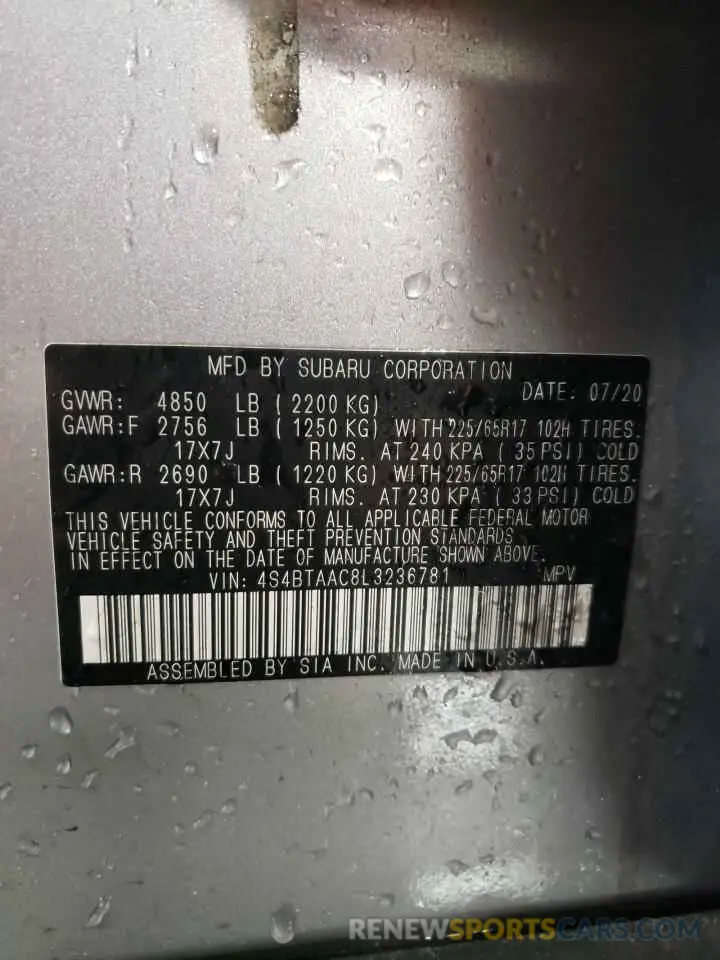 MFD BY SUBARU CORPORATION
DATE: 07/20
GVWR: 4850 LB (2200 KG)
GAWR:F 2756 LB (1250 KG) WITH 225/65R17 102H TIRES.
17X7J RIMS. AT 240 KPA (35 PSI) COLD
GAWR:R 2690 LB (1220 KG) WITH 225/65R17 102H TIRES.
17X7J RIMS. AT 230 KPA (33 PSI) COLD
THIS VEHICLE CONFORMS TO ALL APPLICABLE FEDERAL MOTOR
VEHICLE SAFETY AND THEFT PREVENTION STANDARDS
IN EFFECT ON THE DATE OF MANUFACTURE SHOWN ABOVE.
VIN: 4S4BTAAC8L3236781 MPV
ASSEMBLED BY SIA INC. MADE IN U.S.A.
RENEWSPORTSCARS.COM